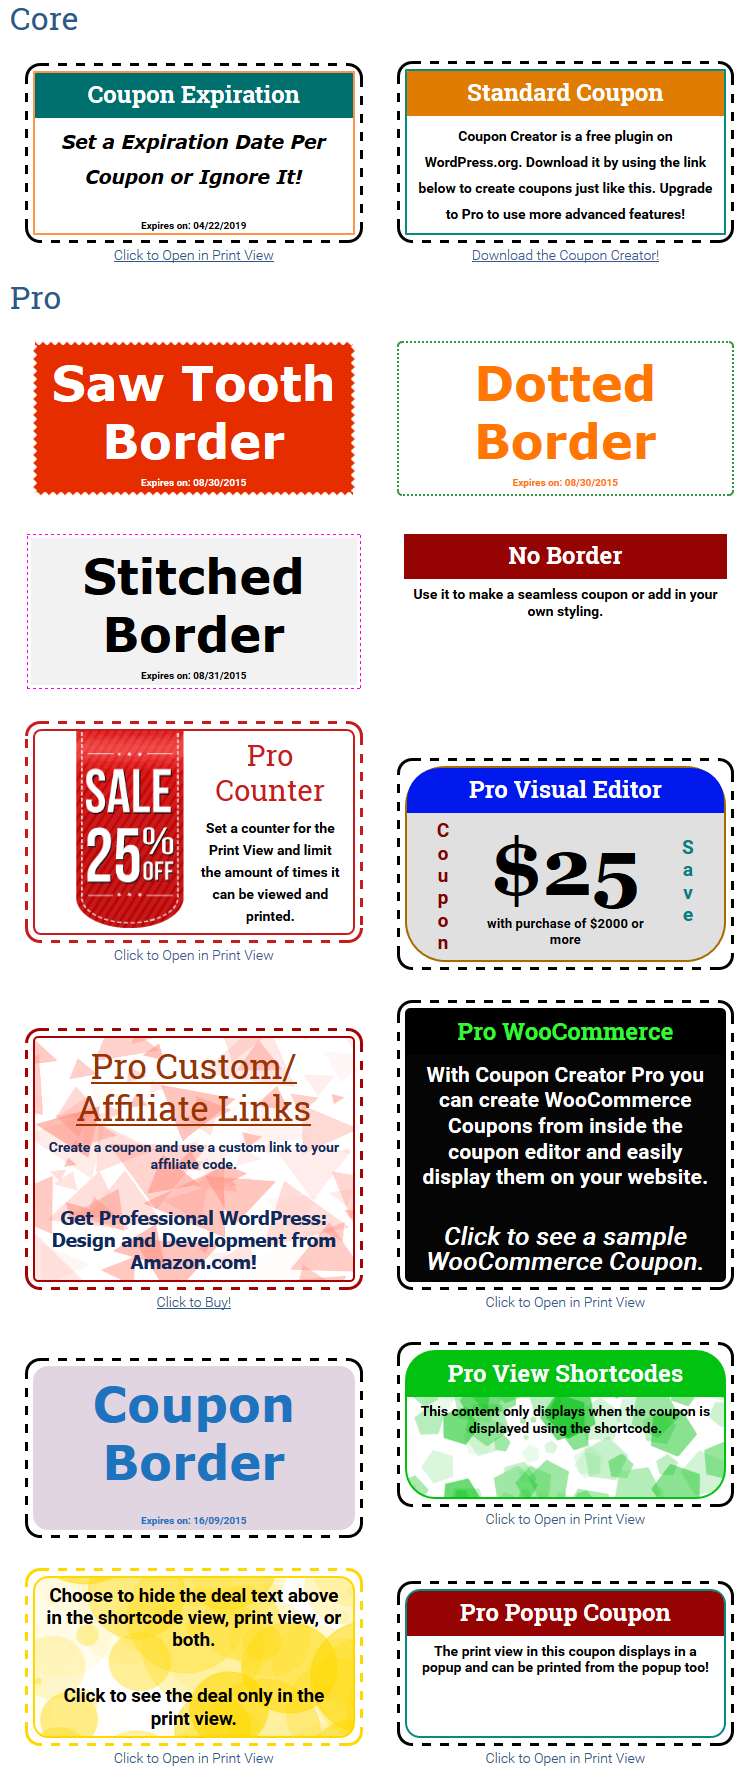 Core
Coupon Expiration
Set a Expiration Date Per
Coupon or Ignore It!
Expires on: 04/22/2019
Click to Open in Print View
Standard Coupon
Coupon Creator is a free plugin on
WordPress.org. Download it by using the link
below to create coupons just like this. Upgrade
to Pro to use more advanced features!
Download the Coupon Creator!
Pro
Saw Tooth
Border
Expires on: 08/30/2015
Dotted
Border
Expires on: 08/30/2015
Stitched
Border
Expires on: 08/31/2015
No Border
Use it to make a seamless coupon or add in your
own styling.
SALE
25%
OFF
Pro
Counter
Set a counter for the
Print View and limit
the amount of times it
can be viewed and
printed.
Click to Open in Print View
Pro Visual Editor
Coupon
$25
with purchase of $2000 or
more
Save
Pro Custom/
Affiliate Links
Create a coupon and use a custom link to your
affiliate code.
Get Professional WordPress:
Design and Development from
Amazon.com!
Click to Buy!
Pro WooCommerce
With Coupon Creator Pro you
can create WooCommerce
Coupons from inside the
coupon editor and easily
display them on your website.
Click to see a sample
WooCommerce Coupon.
Click to Open in Print View
Coupon
Border
Expires on: 16/09/2015
Pro View Shortcodes
This content only displays when the coupon is
displayed using the shortcode.
Click to Open in Print View
Choose to hide the deal text above
in the shortcode view, print view, or
both.
Click to see the deal only in the
print view.
Click to Open in Print View
Pro Popup Coupon
The print view in this coupon displays in a
popup and can be printed from the popup too!
Click to Open in Print View